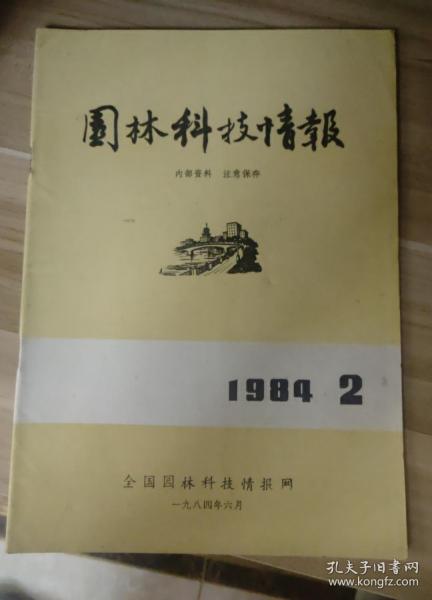 園林科技情報
内部资料 注意保存
1984 2
全国园林科技情报网
一九八四年六月
孔夫子旧书网
www.kongfz.com